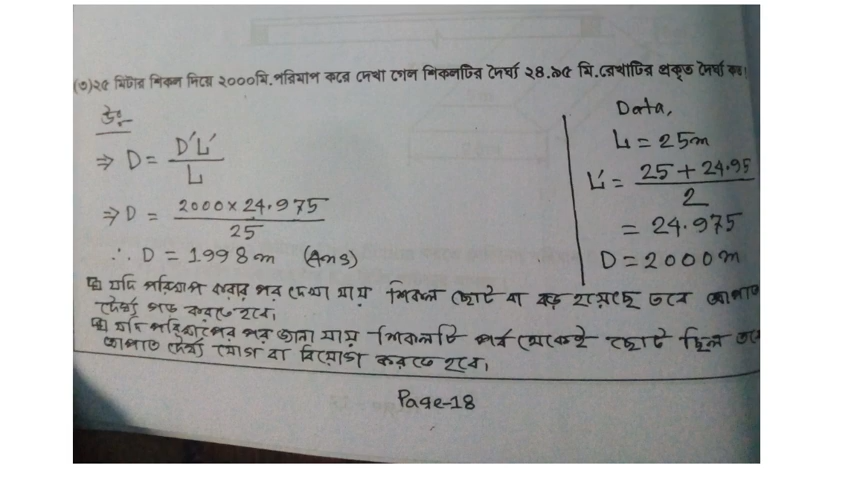 (৩)২৫ মিটার শিকল দিয়ে ২০০০মি.পরিমাপ করে দেখা গেল শিকলটির দৈর্ঘ্য ২৪.৯৫ মি.রেখাটির প্রকৃত দৈর্ঘ্য কত।
উঃ
⇒ D = D′L′ / L
⇒ D = 2000 × 24.975 / 25
∴ D = 1998m (Ans)
Data,
L = 25m
L′ = 25 + 24.95 / 2
= 24.975
D = 2000m
যদি পরিমাপ করার পর দেখা যায় শিকল ছোট বা বড় হয়েছে তবে
দৈর্ঘ্য গড় করতে হবে।
যদি পরিমাপের পর জানা যায় শিকলটি পূর্ব থেকেই ছোট ছিল তবে
আপাত দৈর্ঘ্য যোগ বা বিয়োগ করতে হবে।
Page-18